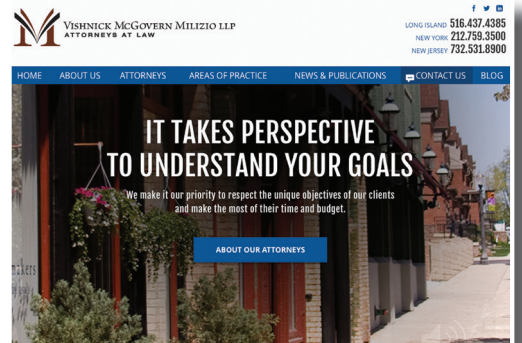 VISHNICK MCGOVERN MILIZIO LLP
ATTORNEYS AT LAW
LONG ISLAND 516.437.4385
NEW YORK 212.759.3500
NEW JERSEY 732.531.8900
HOME ABOUT US ATTORNEYS AREAS OF PRACTICE NEWS & PUBLICATIONS CONTACT US BLOG
IT TAKES PERSPECTIVE
TO UNDERSTAND YOUR GOALS
We make it our priority to respect the unique objectives of our clients
and make the most of their time and budget.
ABOUT OUR ATTORNEYS